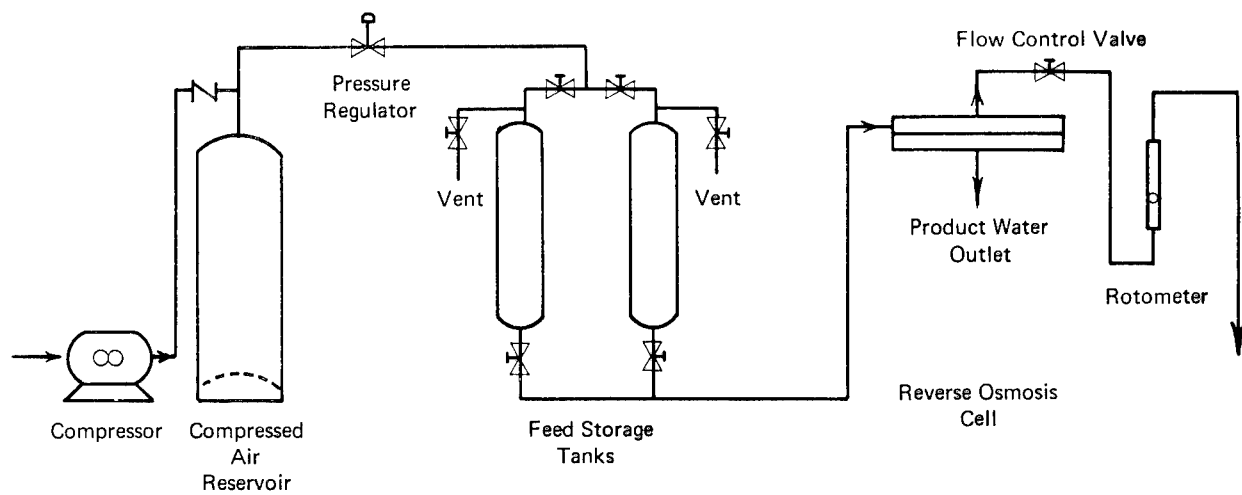 Flow Control Valve
Pressure
Regulator
Vent
Vent
Product Water
Outlet
Rotometer
Reverse Osmosis
Cell
Compressor
Compressed
Air
Reservoir
Feed Storage
Tanks